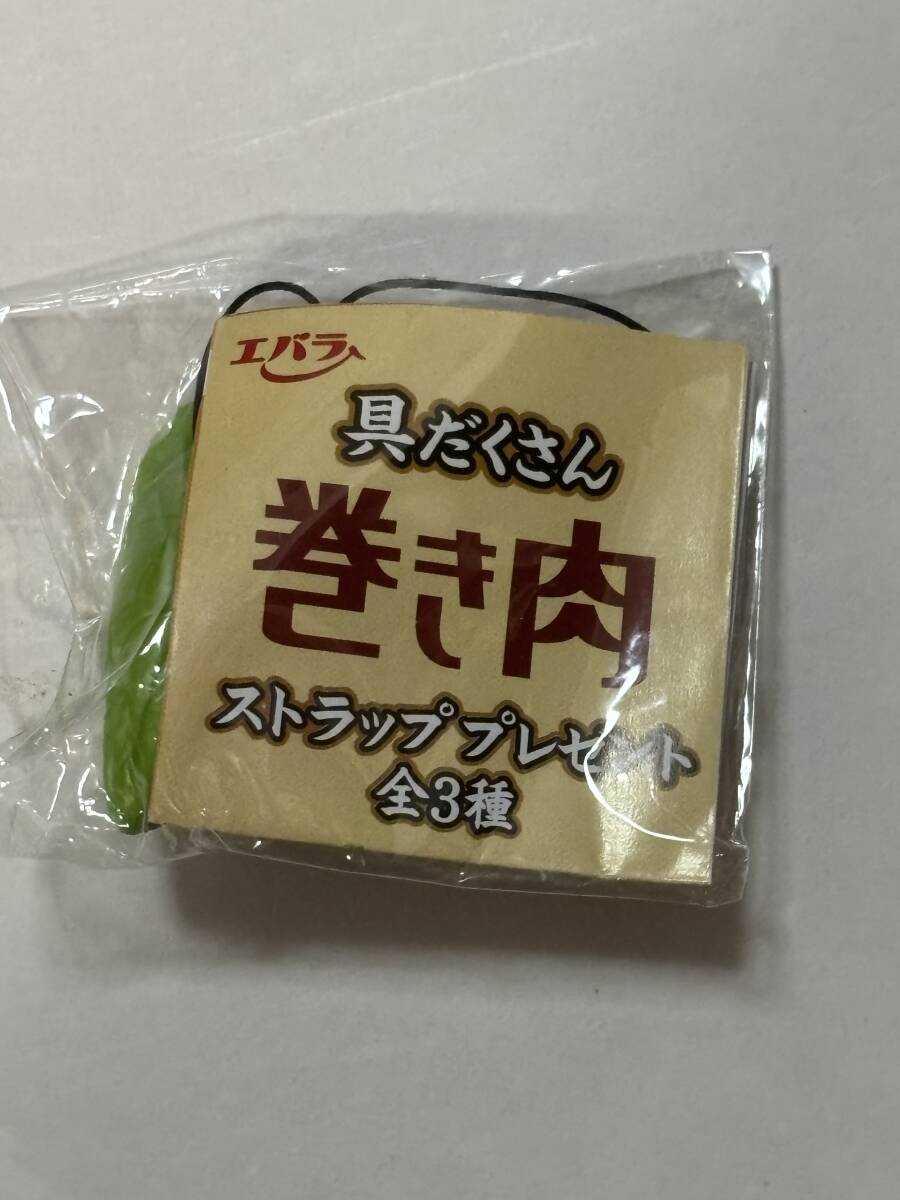 エバラ
具だくさん
巻き肉
ストラッププレゼント
全3種